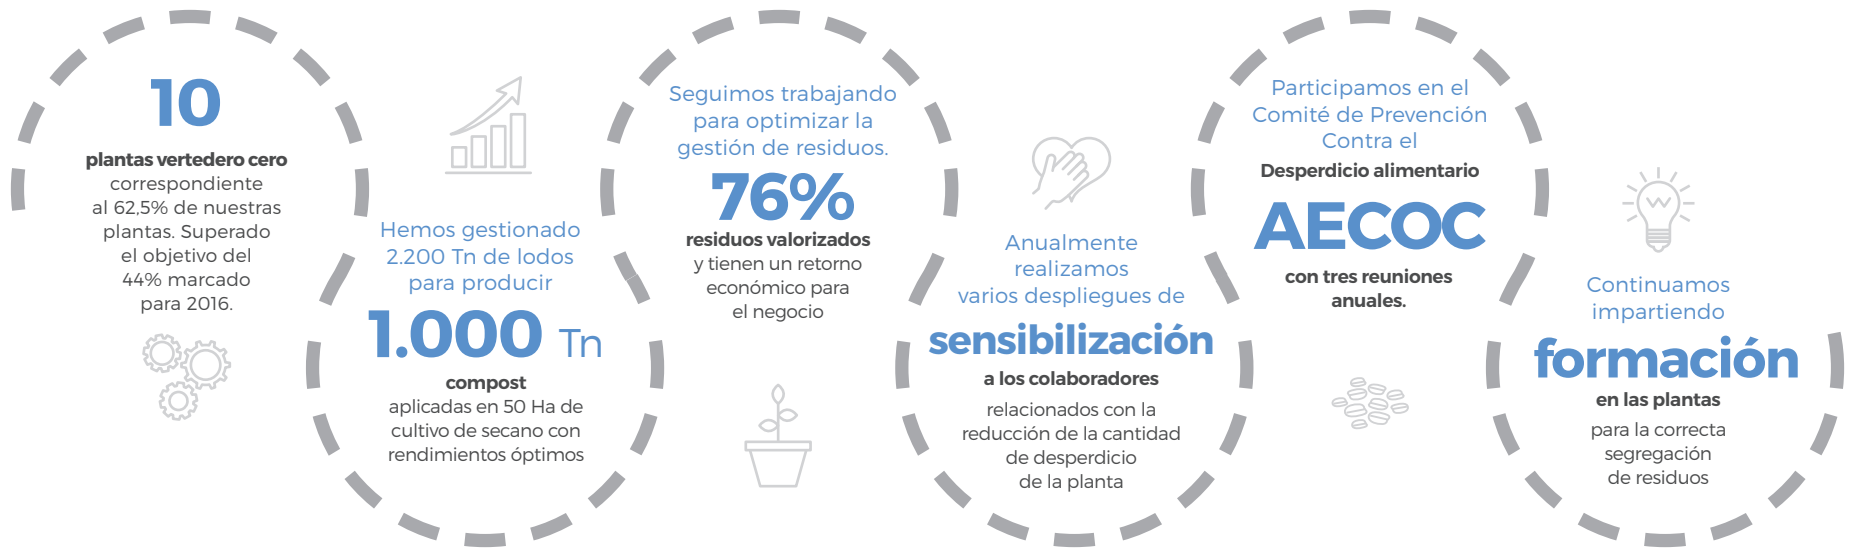 10
plantas vertedero cero
correspondiente
al 62,5% de nuestras
plantas. Superado
el objetivo del
44% marcado
para 2016.
Hemos gestionado
2.200 Tn de lodos
para producir
1.000 Tn
compost
aplicadas en 50 Ha de
cultivo de secano con
rendimientos óptimos
Seguimos trabajando
para optimizar la
gestión de residuos.
76%
residuos valorizados
y tienen un retorno
económico para
el negocio
Anualmente
realizamos
varios despliegues de
sensibilización
a los colaboradores
relacionados con la
reducción de la cantidad
de desperdicio
de la planta
Participamos en el
Comité de Prevención
Contra el
Desperdicio alimentario
AECOC
con tres reuniones
anuales.
Continuamos
impartiendo
formación
en las plantas
para la correcta
segregación
de residuos